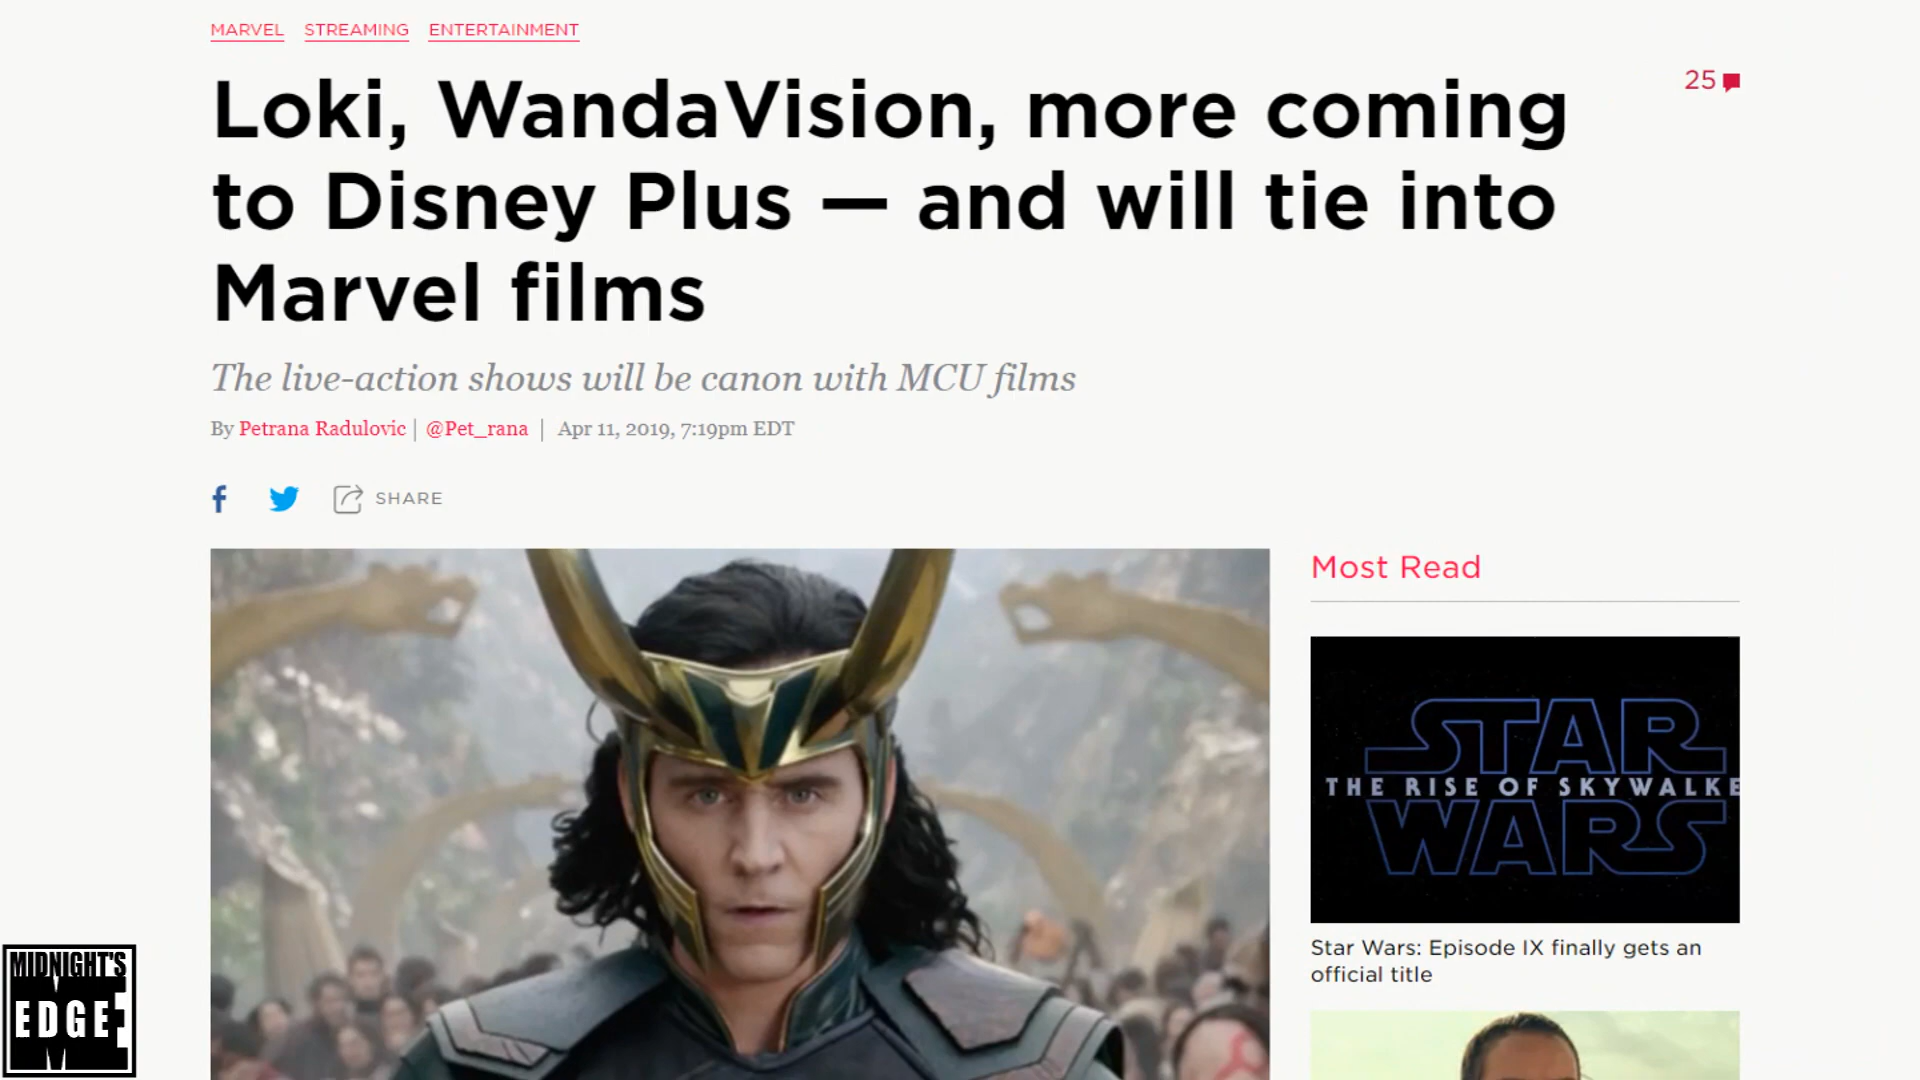 MARVEL STREAMING ENTERTAINMENT
Loki, WandaVision, more coming
to Disney Plus — and will tie into
Marvel films
25
The live-action shows will be canon with MCU films
By Petrana Radulovic | @Pet_rana | Apr 11, 2019, 7:19pm EDT
SHARE
Most Read
STAR
THE RISE OF SKYWALKE
WARS
Star Wars: Episode IX finally gets an
official title
MIDNIGHT'S
EDGE